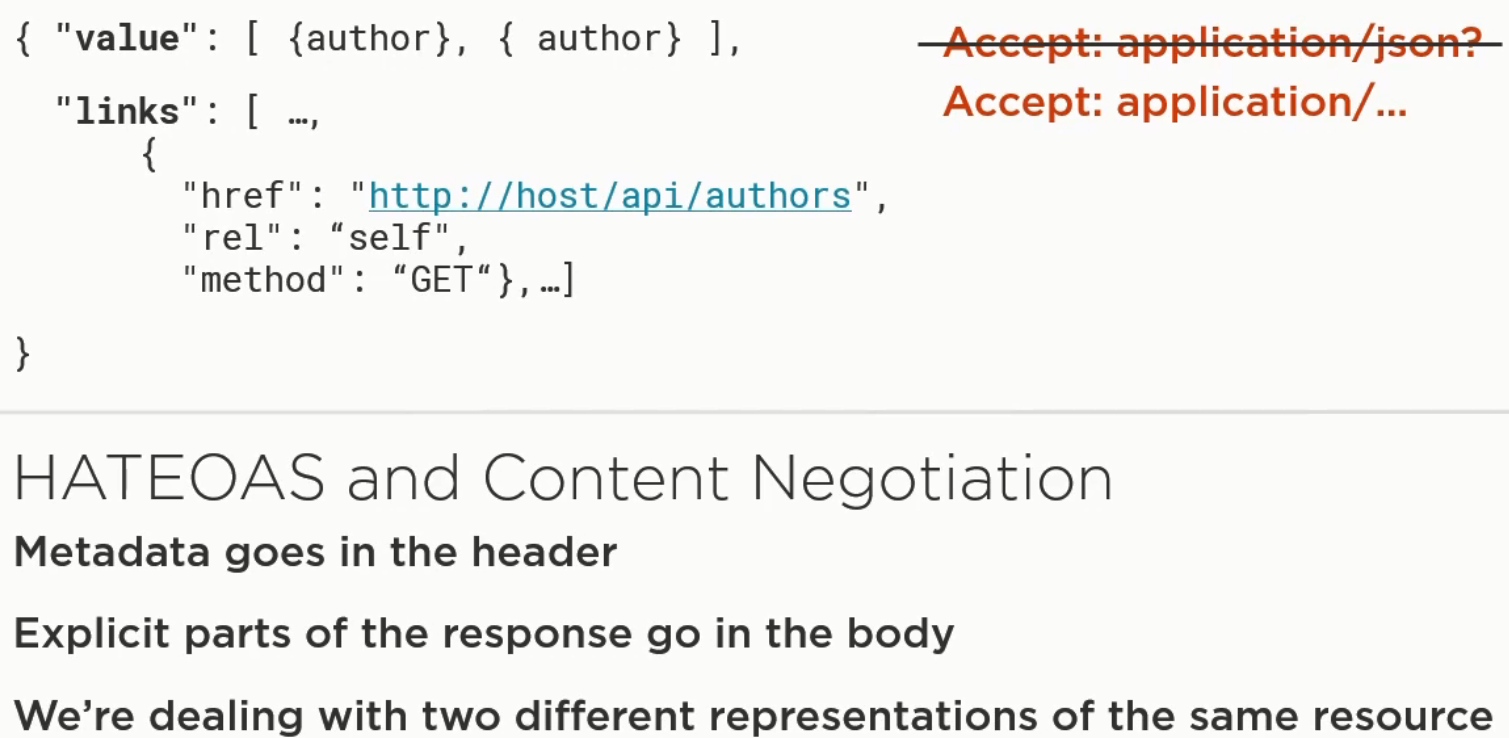 { "value": [ {author}, { author} ],
"links": [ …,
{
"href": "http://host/api/authors",
"rel": “self",
"method": “GET“},…]
}
Accept: application/json?
Accept: application/...
HATEOAS and Content Negotiation
Metadata goes in the header
Explicit parts of the response go in the body
We’re dealing with two different representations of the same resource